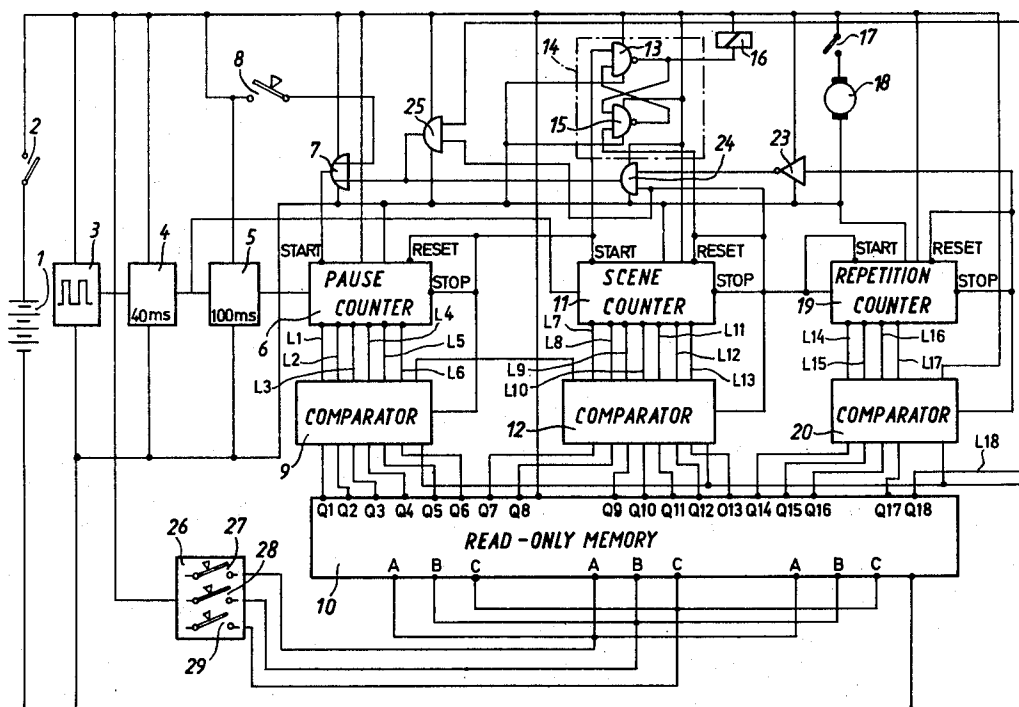 14 13 16 17
8 25 15 18
2 7 24 23
1 3 4 5
START RESET START RESET START RESET
PAUSE COUNTER STOP SCENE COUNTER STOP REPETITION COUNTER STOP
40ms 100ms
6 11 19
L1 L2 L3 L4 L5 L6 L7 L8 L9 L10 L11 L12 L13 L14 L15 L16 L17
COMPARATOR COMPARATOR COMPARATOR
9 12 20
L18
Q1 Q2 Q3 Q4 Q5 Q6 Q7 Q8 Q9 Q10 Q11 Q12 O13 Q14 Q15 Q16 Q17 Q18
READ-ONLY MEMORY
A B C A B C A B C
10
26 27 28 29